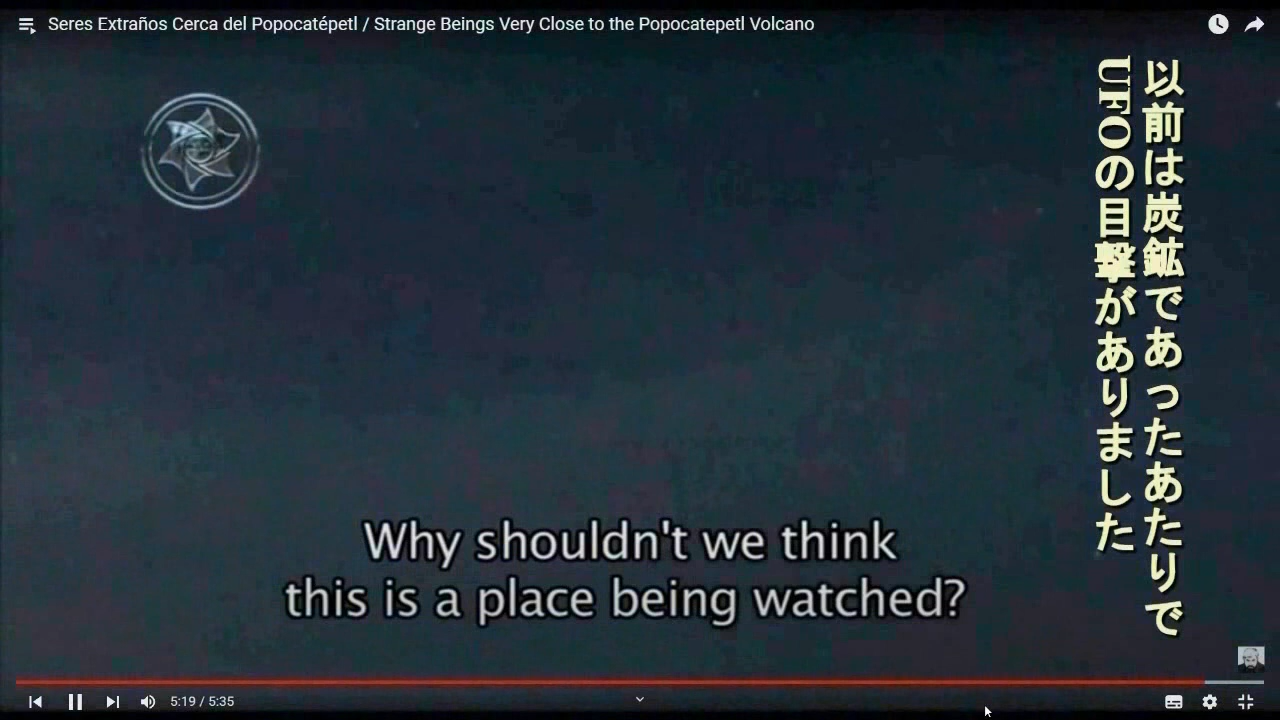 Seres Extraños Cerca del Popocatépetl / Strange Beings Very Close to the Popocatepetl Volcano
以前は炭鉱であったあたりで
UFOの目撃がありました
Why shouldn't we think
this is a place being watched?
5:19 / 5:35